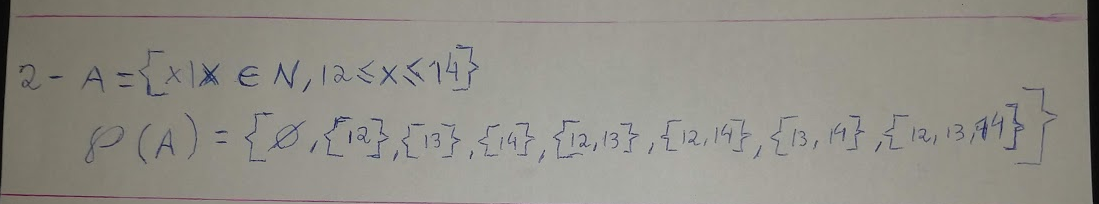 2 - A = {x|x ∈ N, 12 ≤ x ≤ 14}
℘(A) = {∅, {12}, {13}, {14}, {12, 13}, {12, 14}, {13, 14}, {12, 13, 14}}